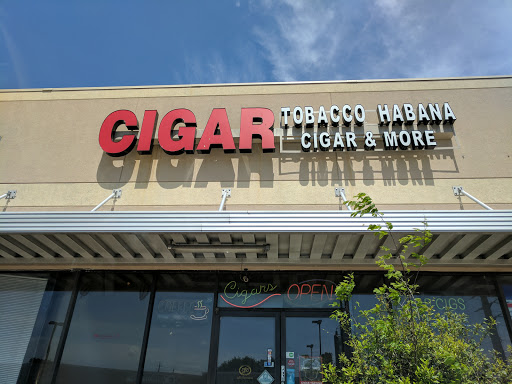 CIGAR
TOBACCO HABANA
CIGAR & MORE
Cigars
OPEN